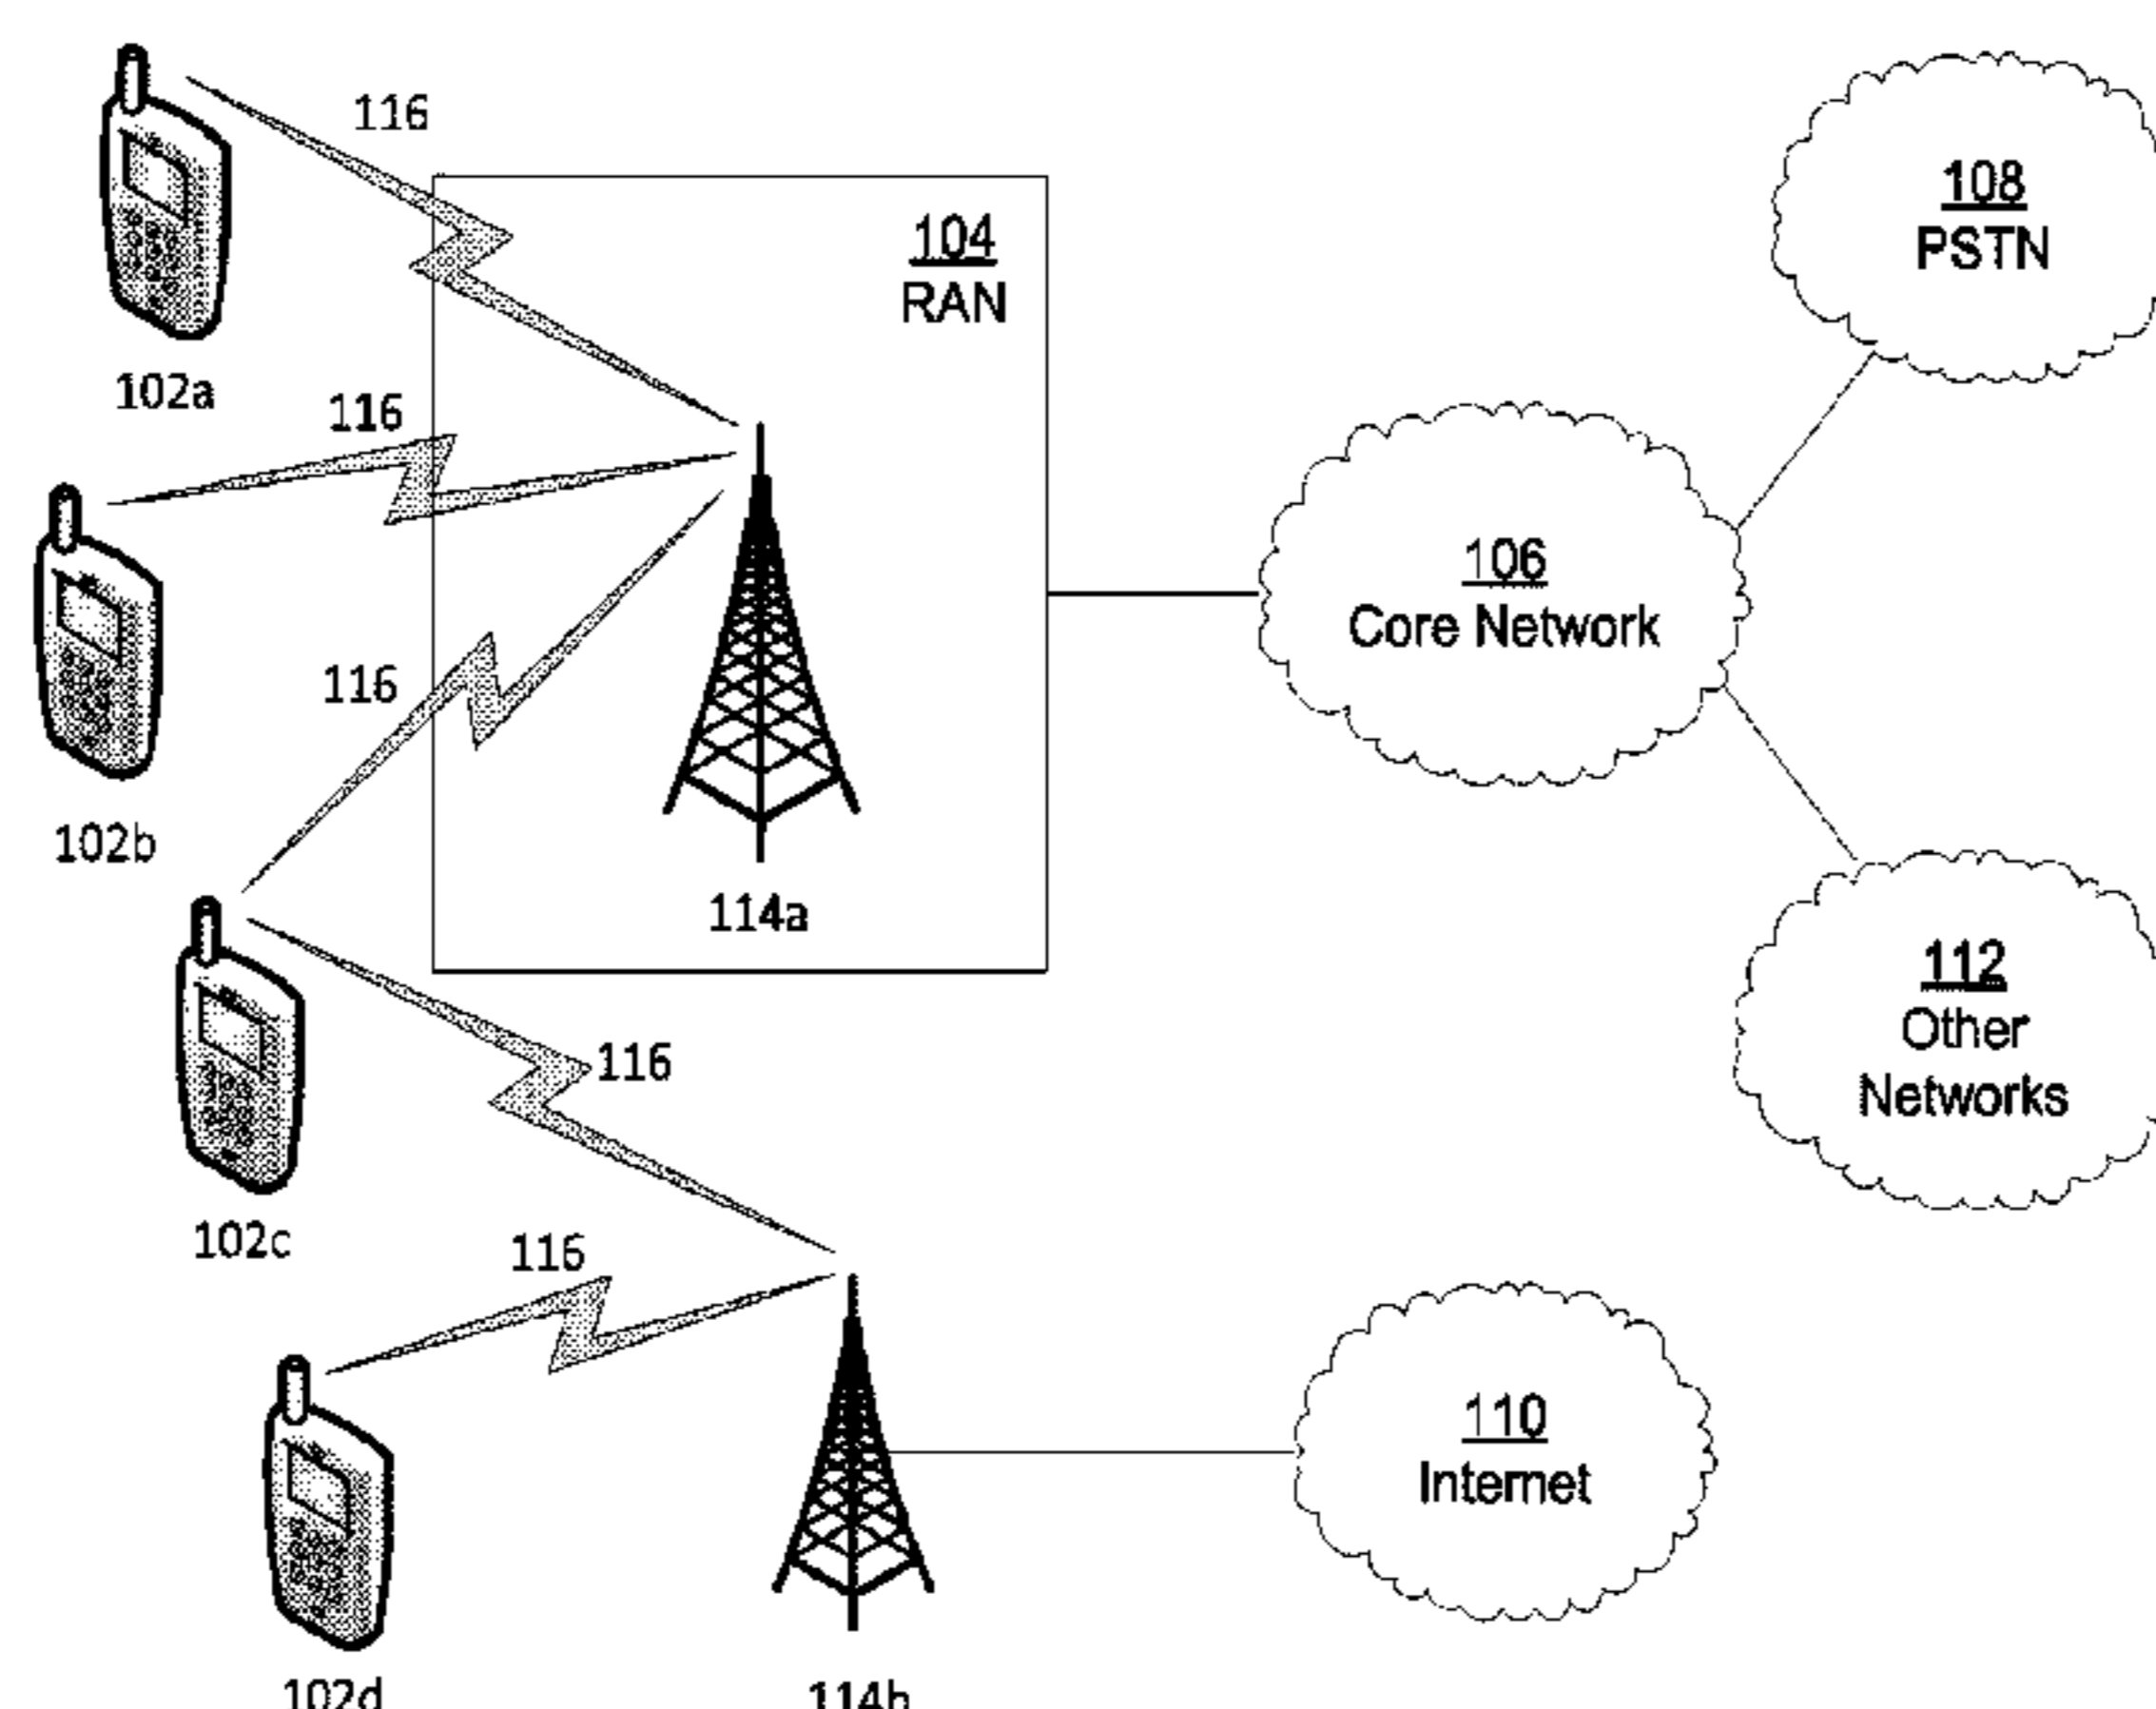 116
108
PSTN
104
RAN
102a
116
106
Core Network
116
102b
114a
112
Other
Networks
116
102c
116
110
Internet
102d
114b